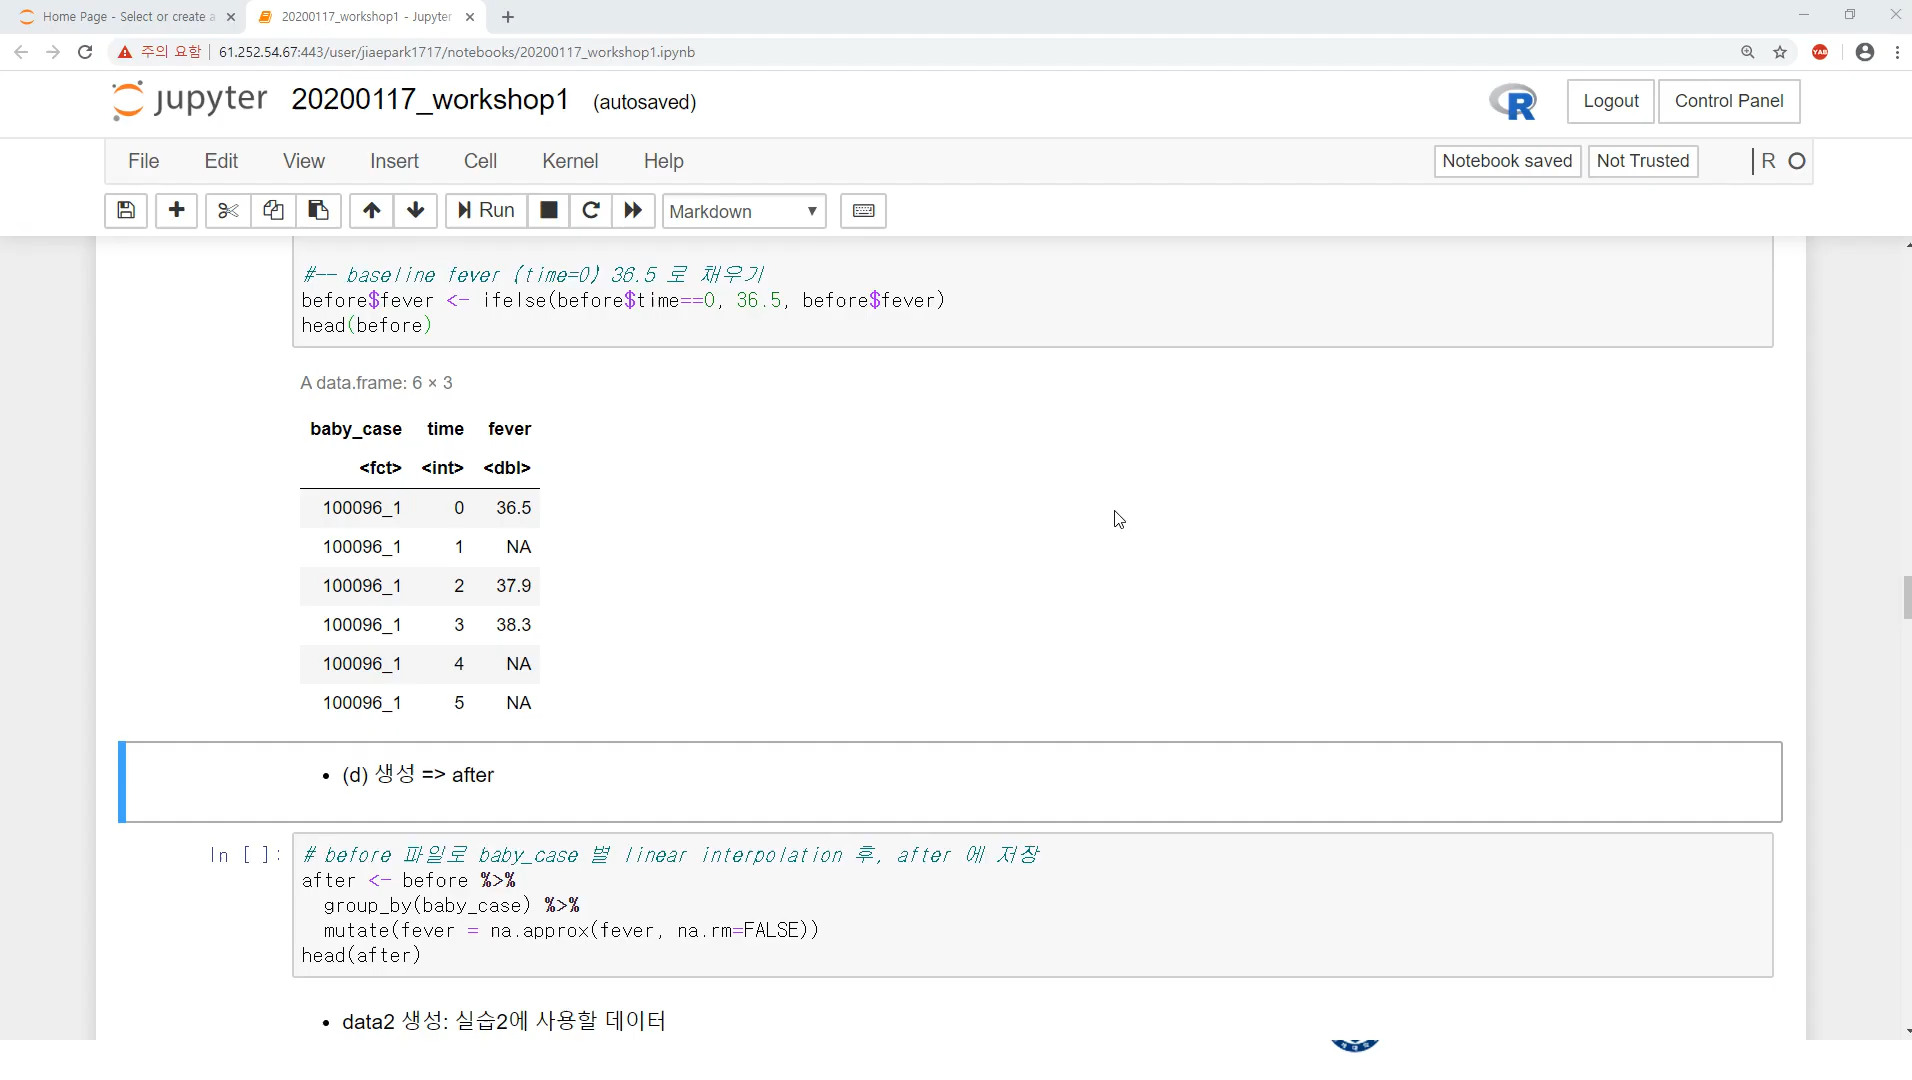 Home Page - Select or create a
20200117_workshop1 - Jupyter
주의 요함
61.252.54.67:443/user/jiaepark1717/notebooks/20200117_workshop1.ipynb
YAB
jupyter
20200117_workshop1
(autosaved)
R
Logout
Control Panel
File
Edit
View
Insert
Cell
Kernel
Help
Notebook saved
Not Trusted
R
Run
Markdown
#-- baseline fever (time=0) 36.5 로 채우기
before$fever <- ifelse(before$time==0, 36.5, before$fever)
head(before)
A data.frame: 6 × 3
baby_case time fever
<fct> <int> <dbl>
100096_1 0 36.5
100096_1 1 NA
100096_1 2 37.9
100096_1 3 38.3
100096_1 4 NA
100096_1 5 NA
• (d) 생성 => after
In [ ]:
# before 파일로 baby_case 별 linear interpolation 후, after 에 저장
after <- before %>%
group_by(baby_case) %>%
mutate(fever = na.approx(fever, na.rm=FALSE))
head(after)
• data2 생성: 실습2에 사용할 데이터